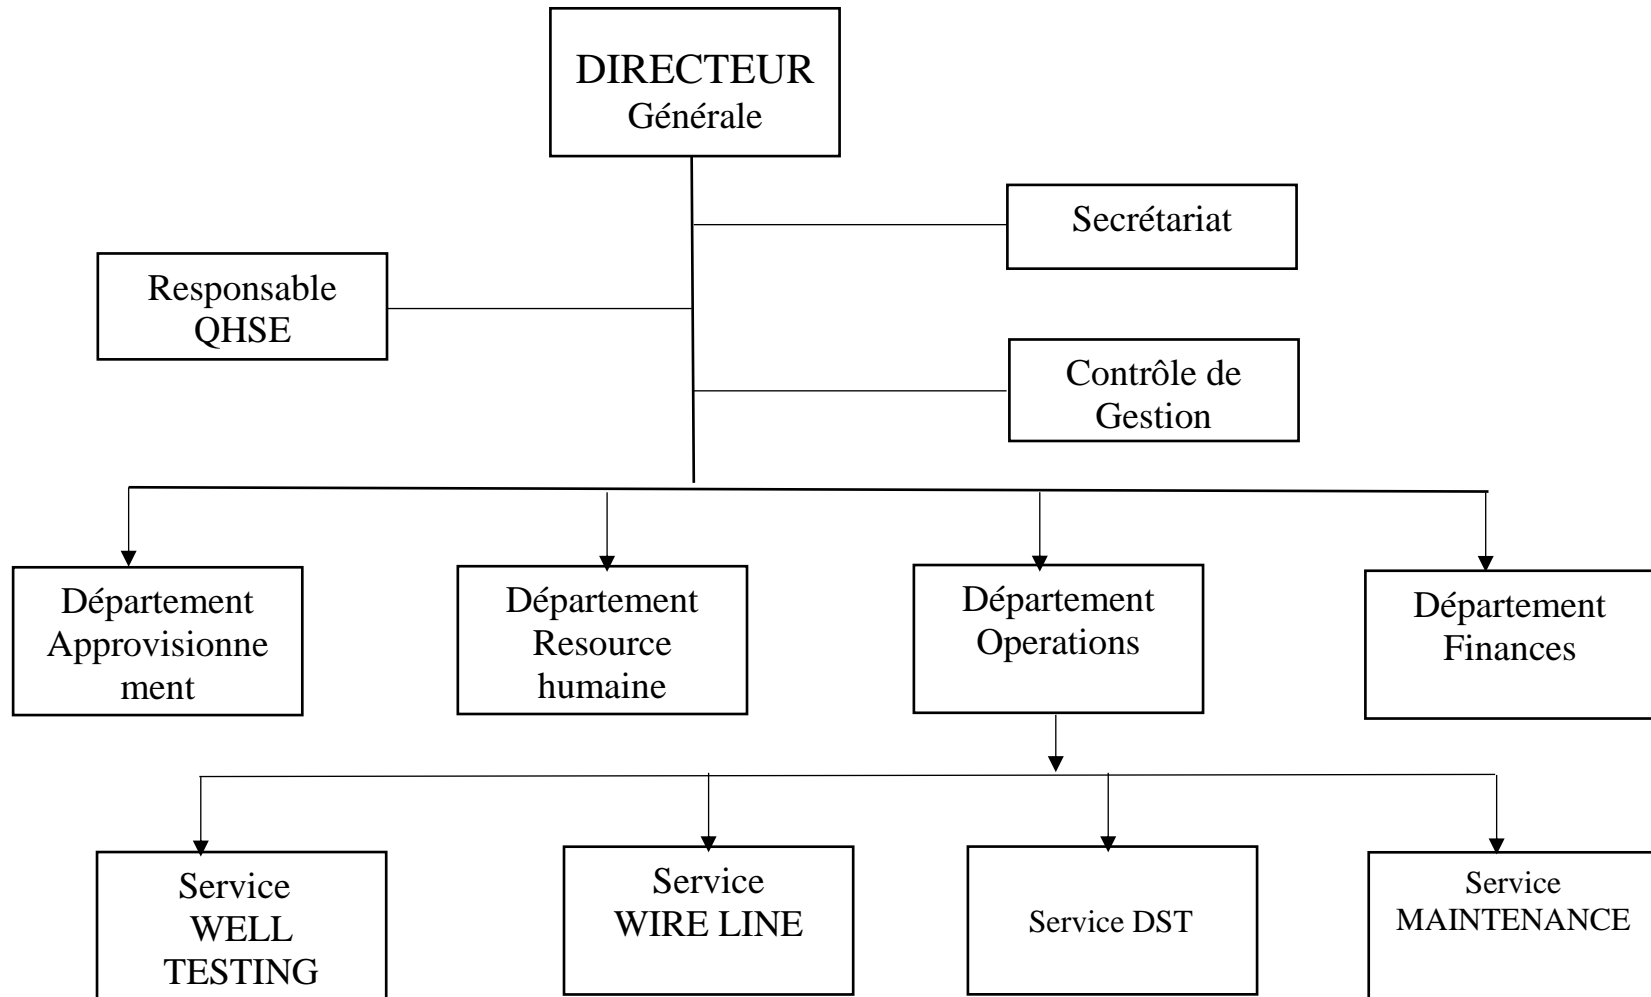 DIRECTEUR
Générale
Secrétariat
Responsable
QHSE
Contrôle de
Gestion
Département
Approvisionne
ment
Département
Resource
humaine
Département
Operations
Département
Finances
Service
WELL
TESTING
Service
WIRE LINE
Service DST
Service
MAINTENANCE